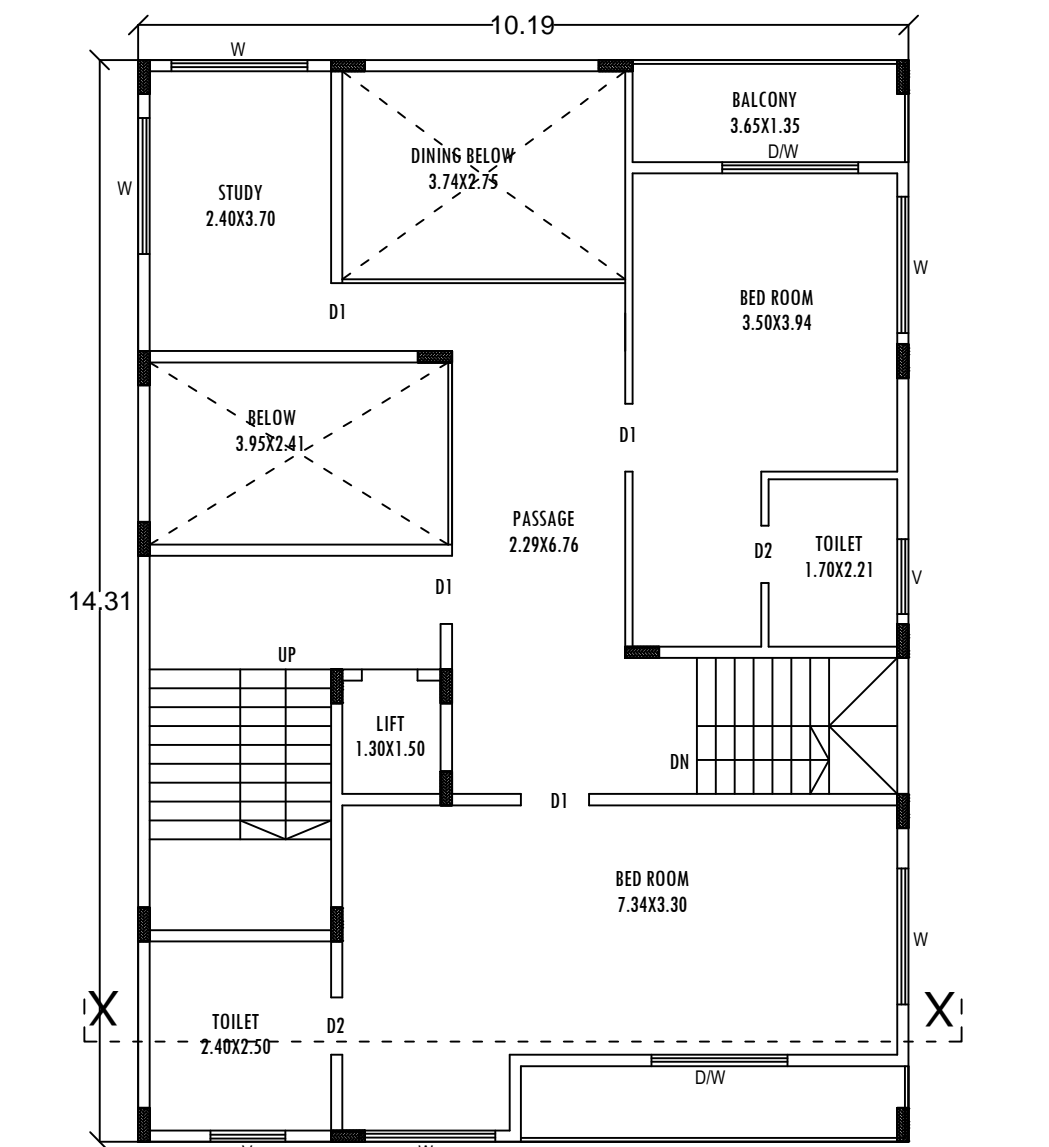 10.19
W
BALCONY
3.65X1.35
D/W
DINING BELOW
3.74X2.75
W
STUDY
2.40X3.70
W
BED ROOM
3.50X3.94
D1
BELOW
3.95X2.41
D1
PASSAGE
2.29X6.76
D2
TOILET
1.70X2.21
V
D1
14.31
UP
LIFT
1.30X1.50
DN
D1
BED ROOM
7.34X3.30
W
X
X
TOILET
2.40X2.50
D2
D/W